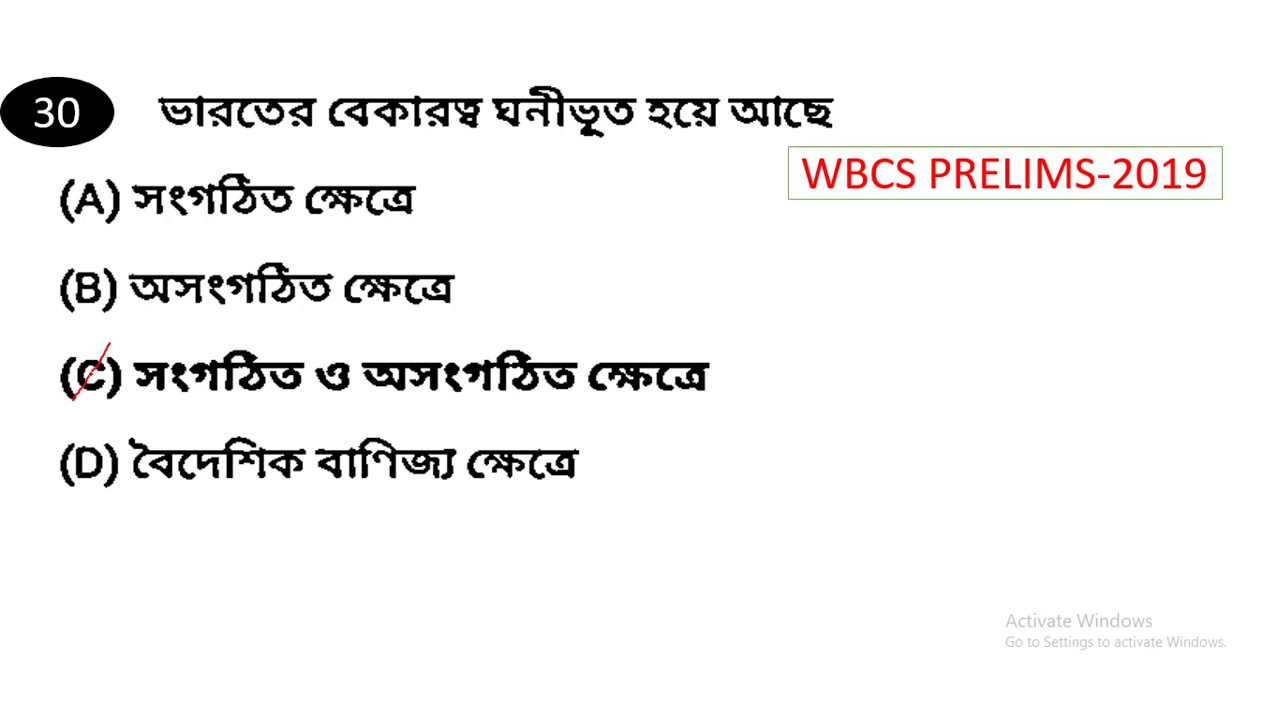 30 ভারতের বেকারত্ব ঘনীভূত হয়ে আছে
WBCS PRELIMS-2019
(A) সংগঠিত ক্ষেত্রে
(B) অসংগঠিত ক্ষেত্রে
(C) সংগঠিত ও অসংগঠিত ক্ষেত্রে
(D) বৈদেশিক বাণিজ্য ক্ষেত্রে
Activate Windows
Go to Settings to activate Windows.